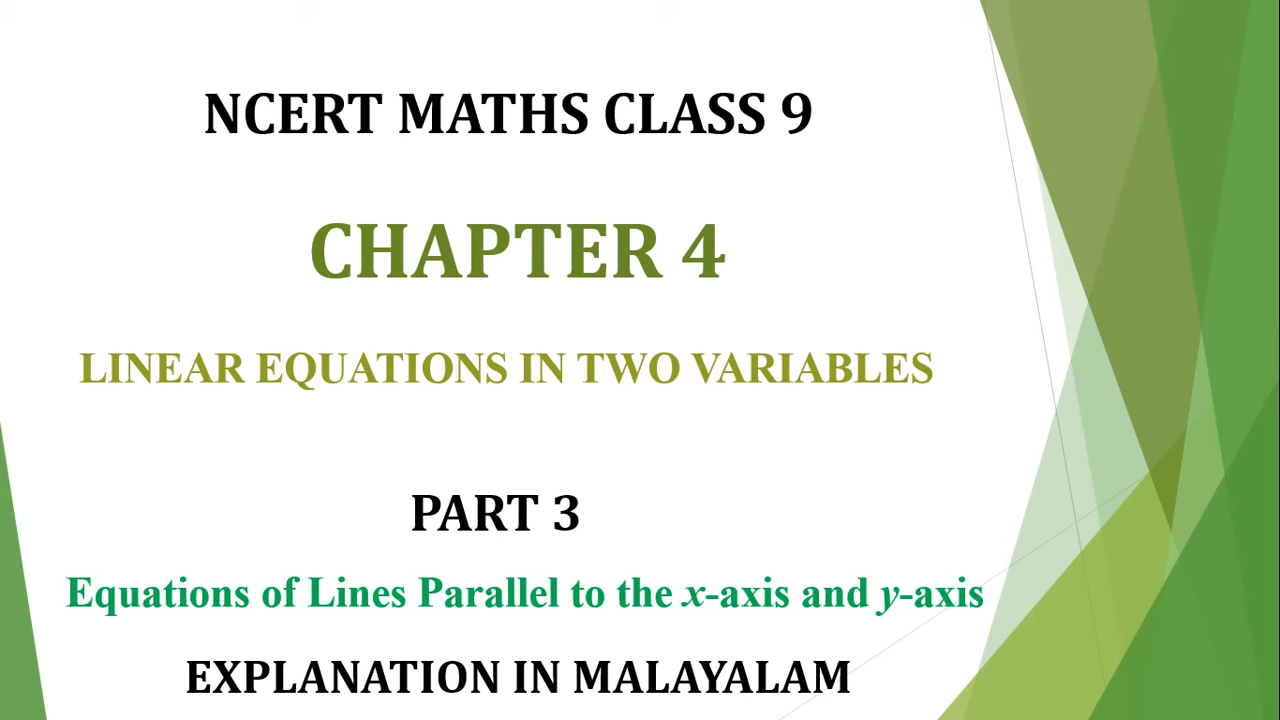 NCERT MATHS CLASS 9
CHAPTER 4
LINEAR EQUATIONS IN TWO VARIABLES
PART 3
Equations of Lines Parallel to the x-axis and y-axis
EXPLANATION IN MALAYALAM